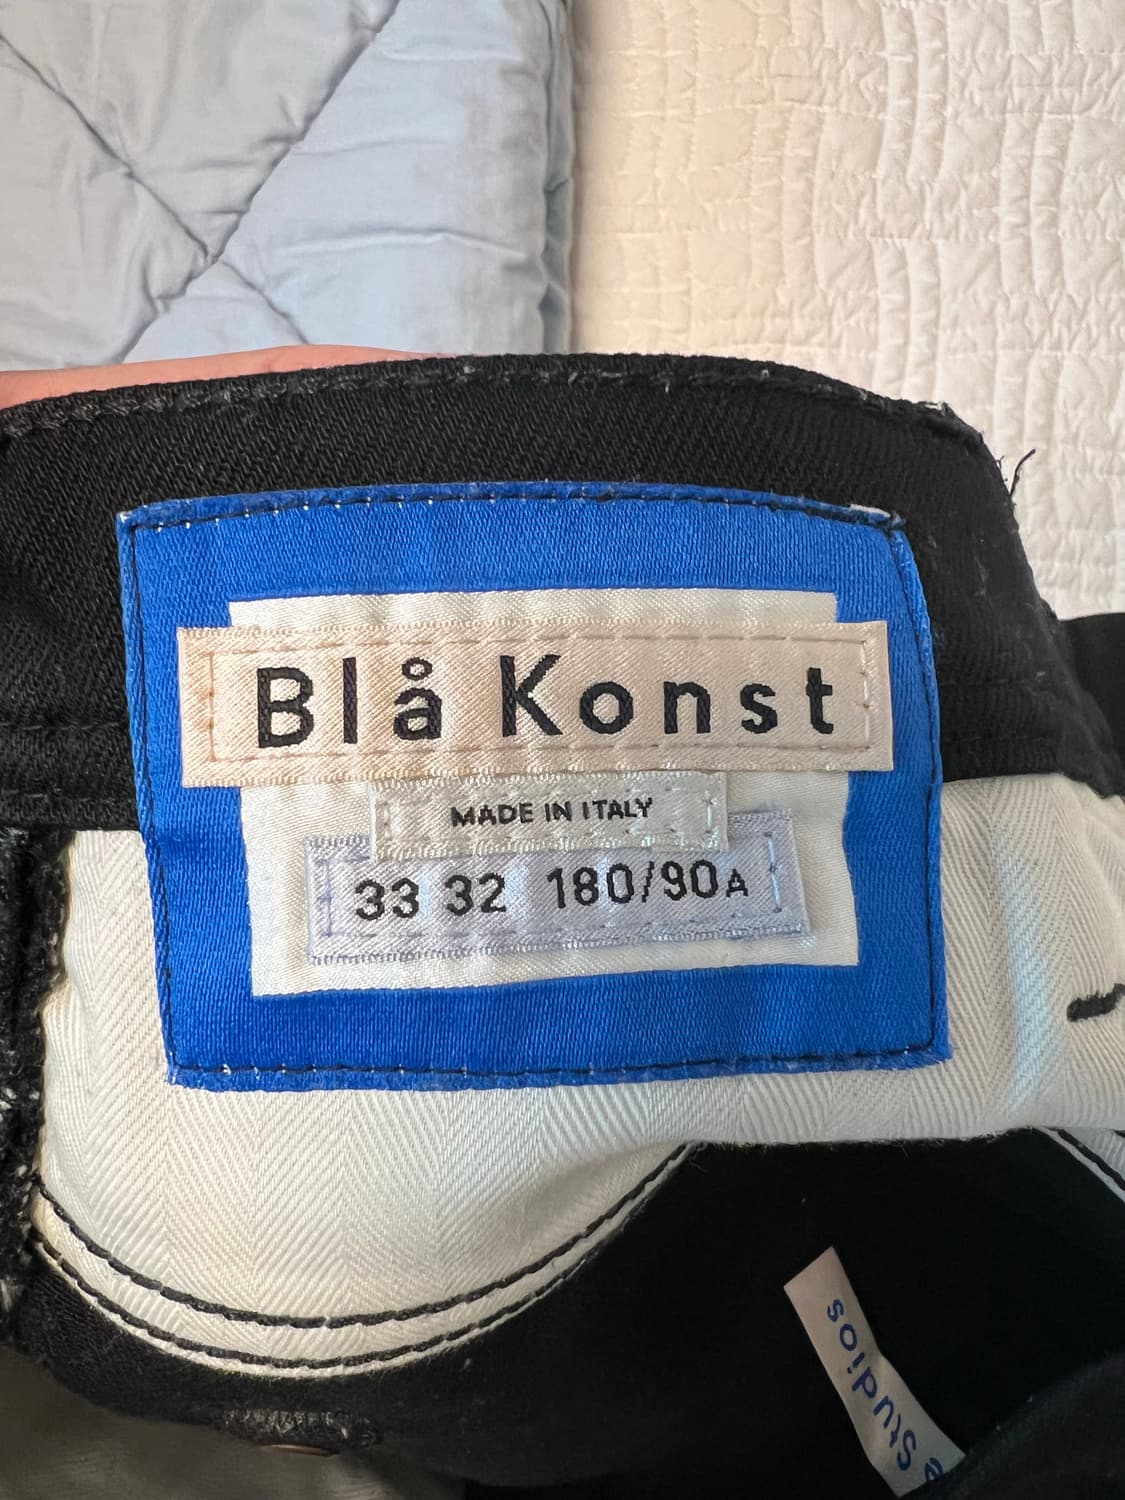 Blå Konst
MADE IN ITALY
33 32 180/90A
Studios